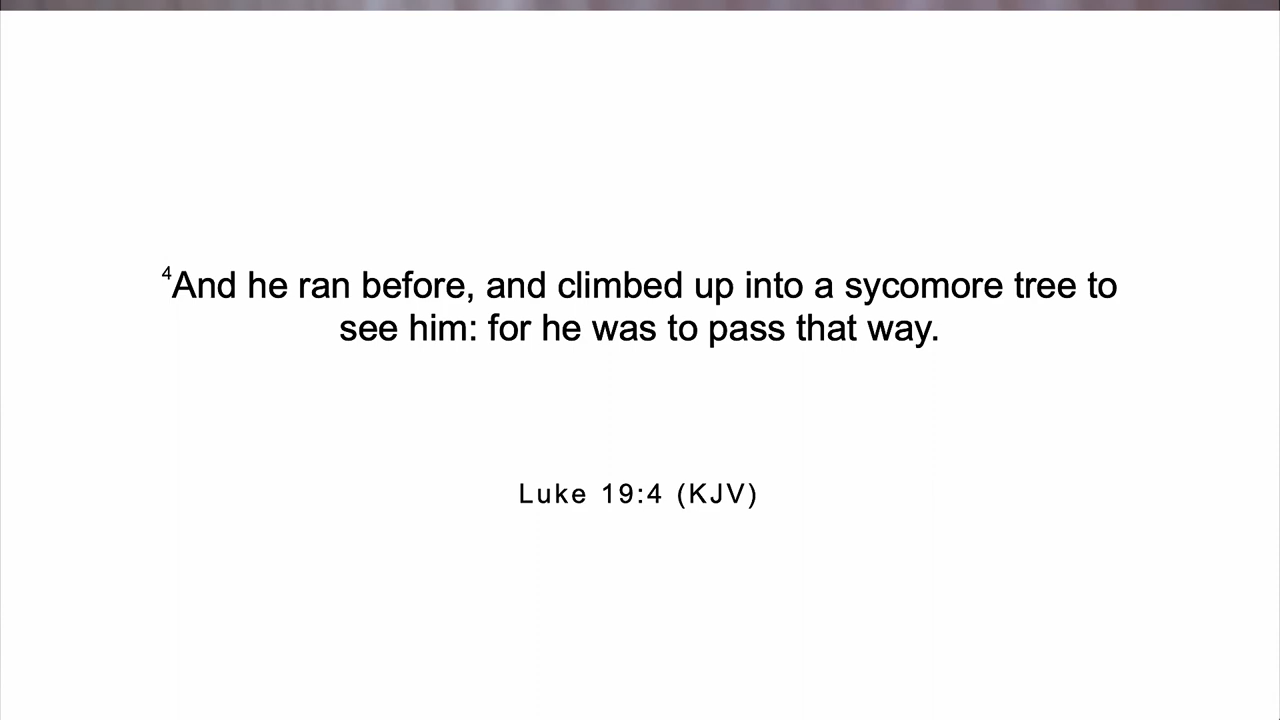 4And he ran before, and climbed up into a sycomore tree to
see him: for he was to pass that way.
Luke 19:4 (KJV)